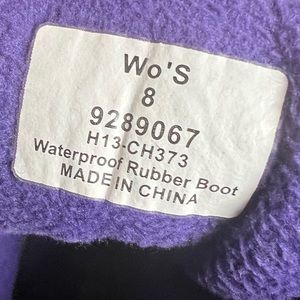 Wo'S
8
9289067
H13-CH373
Waterproof Rubber Boot
MADE IN CHINA